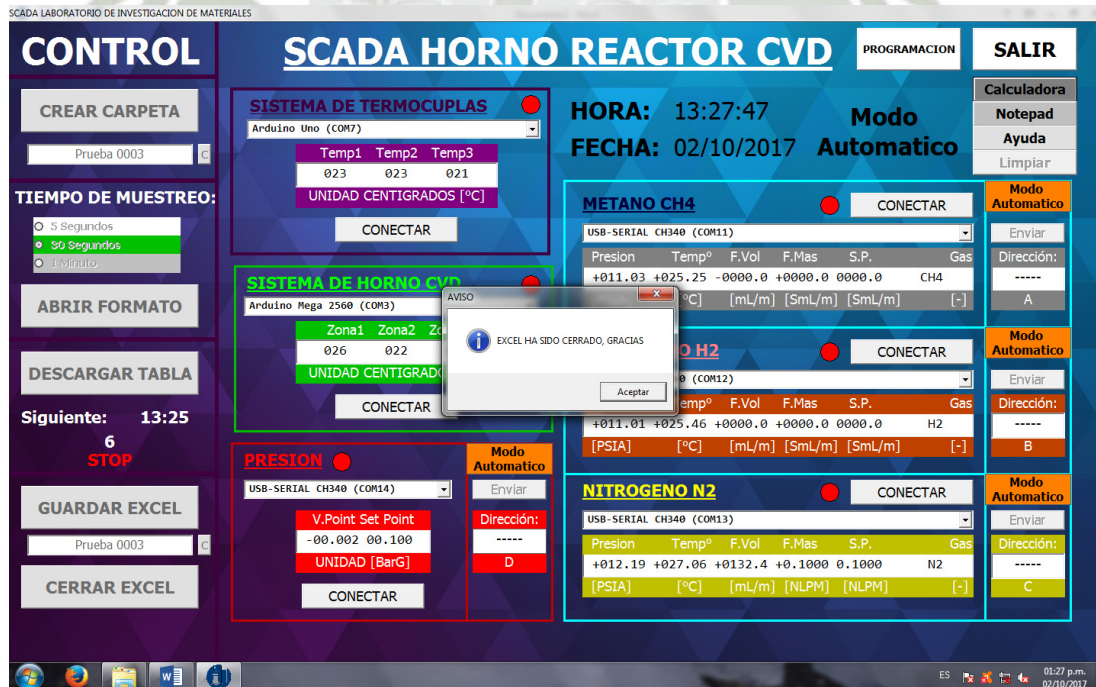 SCADA LABORATORIO DE INVESTIGACION DE MATERIALES
CONTROL
SCADA HORNO REACTOR CVD
PROGRAMACION
SALIR
CREAR CARPETA
Prueba 0003
C
TIEMPO DE MUESTREO:
5 Segundos
30 Segundos
1 Minuto
ABRIR FORMATO
DESCARGAR TABLA
Siguiente: 13:25
6
STOP
GUARDAR EXCEL
Prueba 0003
C
CERRAR EXCEL
SISTEMA DE TERMOCUPLAS
Arduino Uno (COM7)
Temp1 Temp2 Temp3
023 023 021
UNIDAD CENTIGRADOS [°C]
CONECTAR
SISTEMA DE HORNO CVD
Arduino Mega 2560 (COM3)
Zona1 Zona2
026 022
UNIDAD CENTIGRAD
CONECTAR
PRESION
Modo
Automatico
USB-SERIAL CH340 (COM14)
Enviar
V.Point Set Point
Dirección:
-00.002 00.100
-----
UNIDAD [BarG]
D
CONECTAR
HORA: 13:27:47
FECHA: 02/10/2017
Modo
Automatico
Calculadora
Notepad
Ayuda
Limpiar
METANO CH4
CONECTAR
Modo
Automatico
USB-SERIAL CH340 (COM11)
Enviar
Presion Tempº F.Vol F.Mas S.P. Gas
Dirección:
+011.03 +025.25 -0000.0 +0000.0 0000.0 CH4
-----
[ºC] [mL/m] [SmL/m] [SmL/m] [-]
A
AVISO
EXCEL HA SIDO CERRADO, GRACIAS
Aceptar
O H2
CONECTAR
Modo
Automatico
0 (COM12)
Enviar
empº F.Vol F.Mas S.P. Gas
Dirección:
+011.01 +025.46 +0000.0 +0000.0 0000.0 H2
-----
[PSIA] [ºC] [mL/m] [SmL/m] [SmL/m] [-]
B
NITROGENO N2
CONECTAR
Modo
Automatico
USB-SERIAL CH340 (COM13)
Enviar
Presion Tempº F.Vol F.Mas S.P. Gas
Dirección:
+012.19 +027.06 +0132.4 +0.1000 0.1000 N2
-----
[PSIA] [ºC] [mL/m] [NLPM] [NLPM] [-]
C
ES
01:27 p.m.
02/10/2017